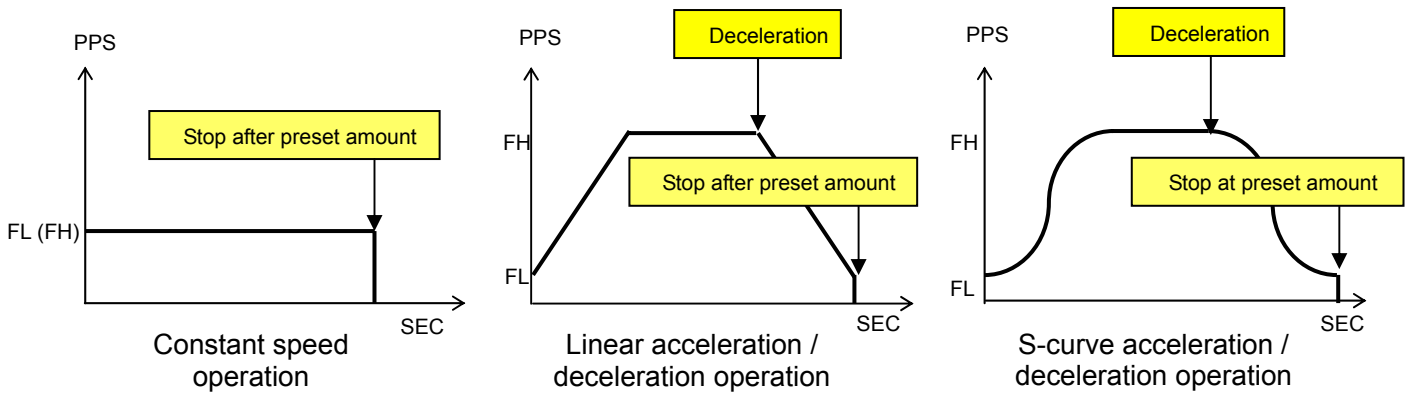 PPS
Stop after preset amount
FL (FH)
SEC
Constant speed
operation
PPS
Deceleration
FH
Stop after preset amount
FL
SEC
Linear acceleration /
deceleration operation
PPS
Deceleration
FH
Stop at preset amount
FL
SEC
S-curve acceleration /
deceleration operation